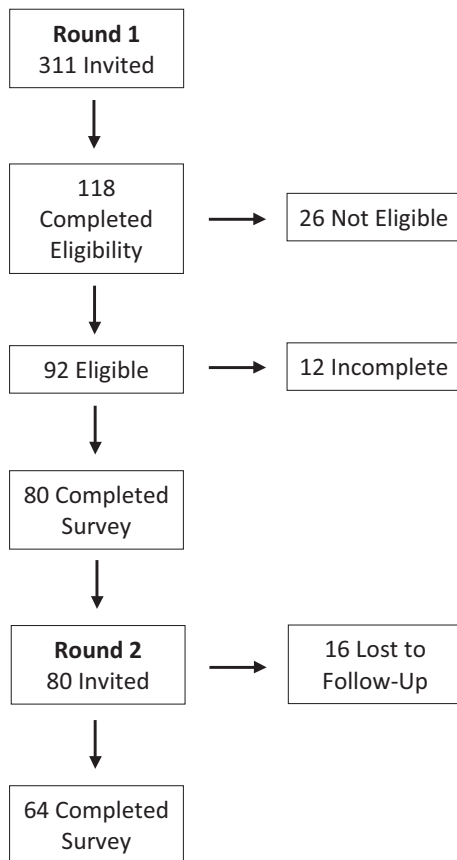 Round 1
311 Invited
118
Completed
Eligibility
26 Not Eligible
92 Eligible
12 Incomplete
80 Completed
Survey
Round 2
80 Invited
16 Lost to
Follow-Up
64 Completed
Survey